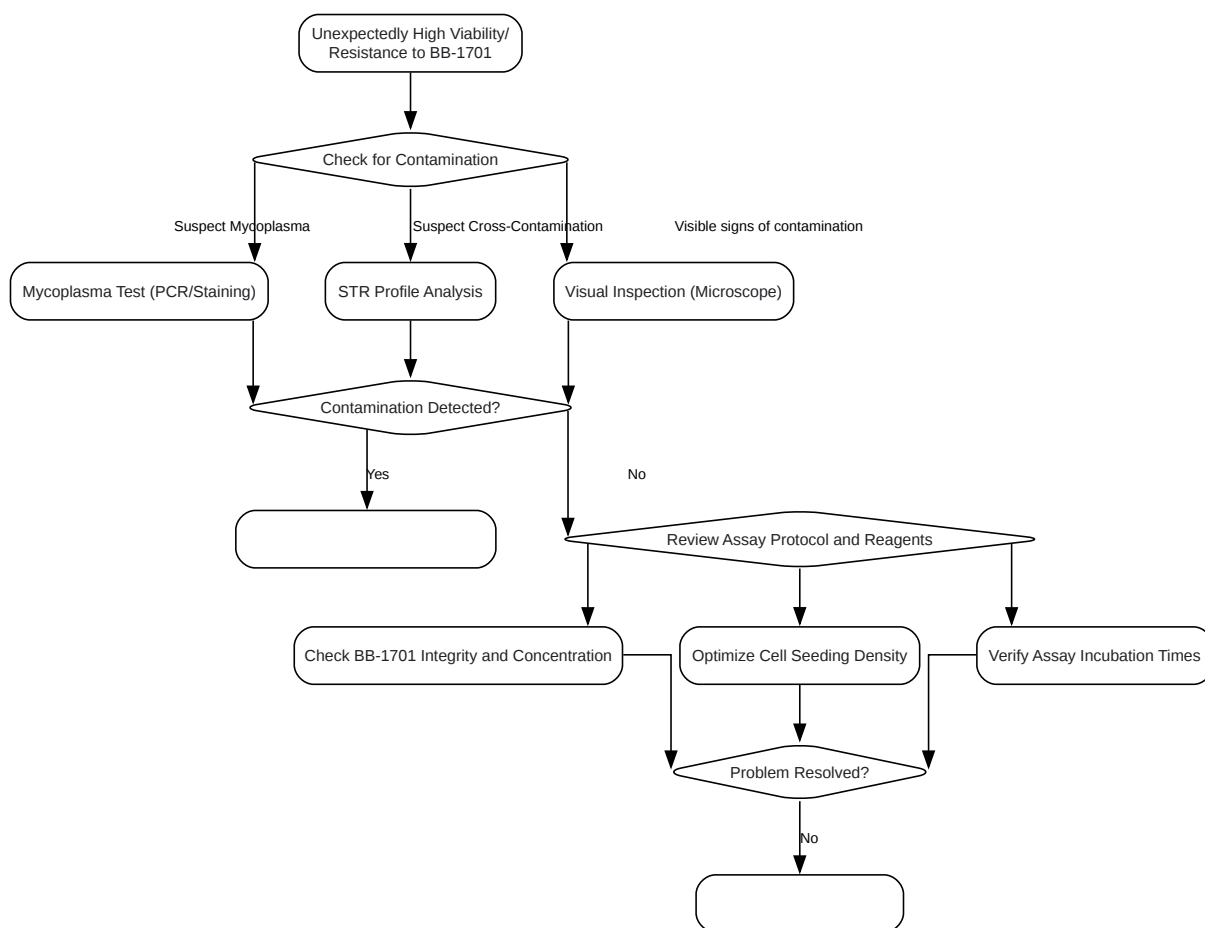 Unexpectedly High Viability/
Resistance to BB-1701
Check for Contamination
Suspect Mycoplasma
Suspect Cross-Contamination
Visible signs of contamination
Mycoplasma Test (PCR/Staining)
STR Profile Analysis
Visual Inspection (Microscope)
Contamination Detected?
Yes
No
Review Assay Protocol and Reagents
Check BB-1701 Integrity and Concentration
Optimize Cell Seeding Density
Verify Assay Incubation Times
Problem Resolved?
No